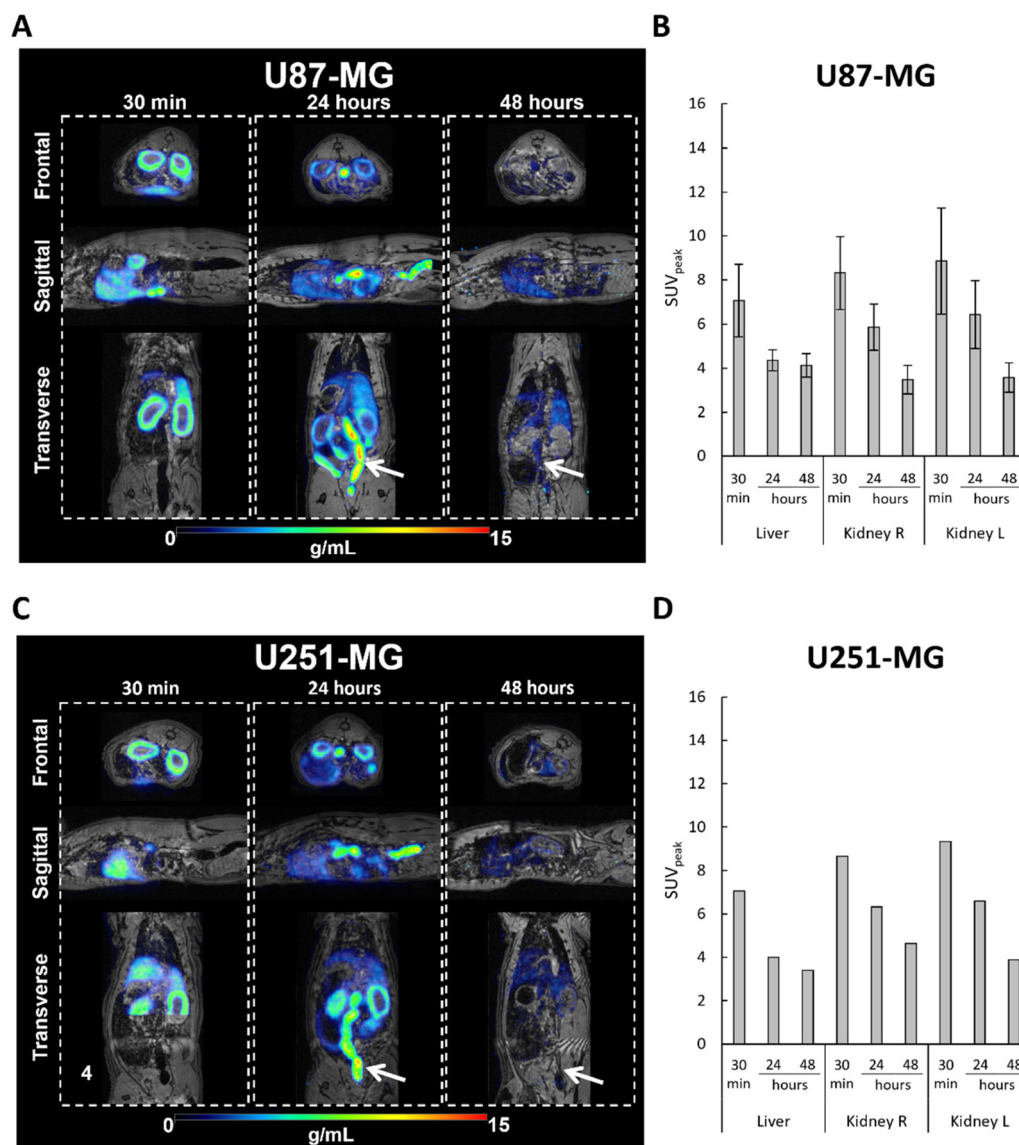 A
U87-MG
30 min
24 hours
48 hours
Frontal
Sagittal
Transverse
0
15
g/mL
B
U87-MG
16
14
12
10
8
6
4
2
0
SUVpeak
30 24 48 30 24 48 30 24 48
min hours min hours min hours
Liver Kidney R Kidney L
C
U251-MG
30 min
24 hours
48 hours
Frontal
Sagittal
Transverse
4
0
15
g/mL
D
U251-MG
16
14
12
10
8
6
4
2
0
SUVpeak
30 24 48 30 24 48 30 24 48
min hours min hours min hours
Liver Kidney R Kidney L